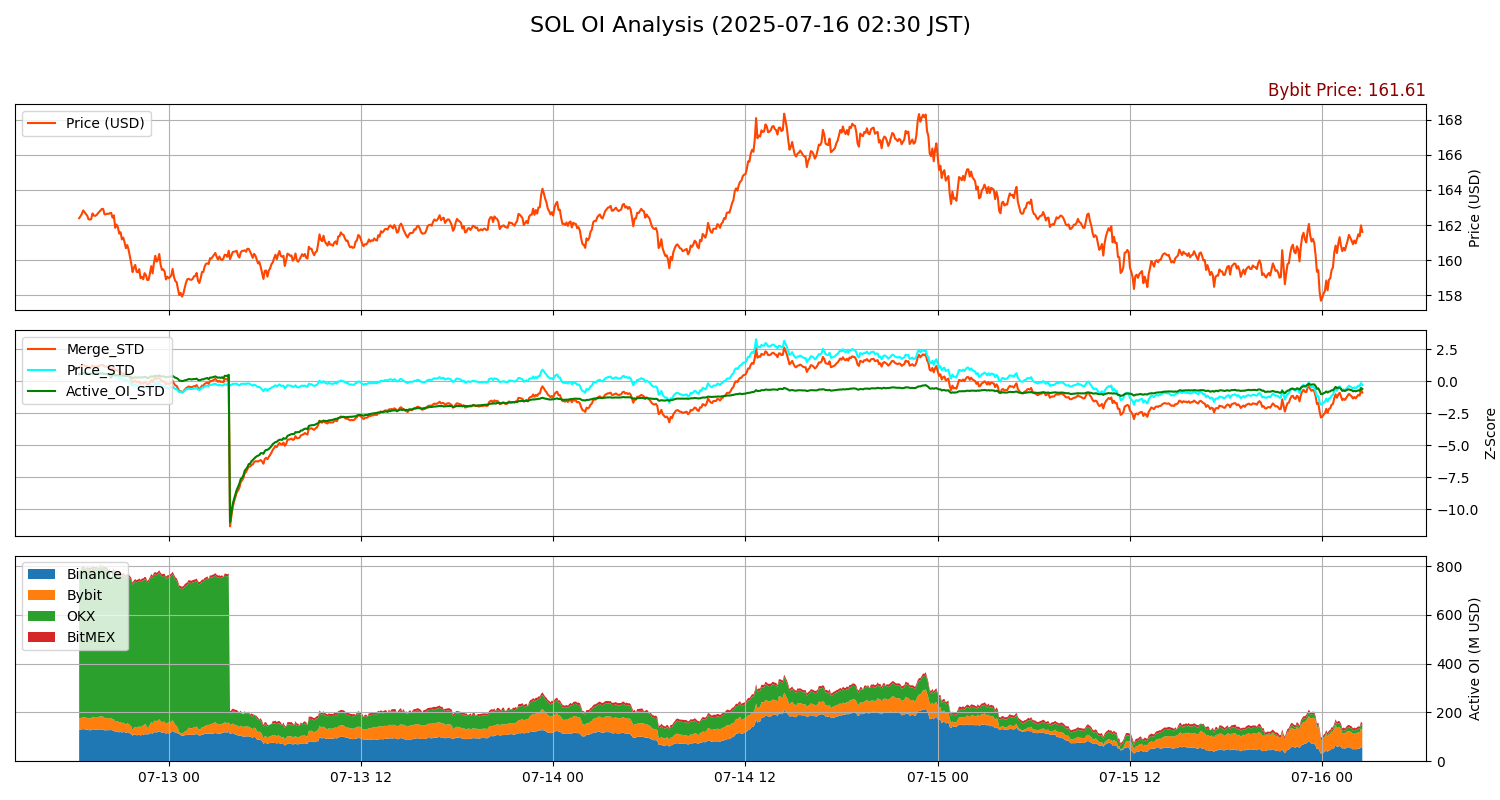 SOL OI Analysis (2025-07-16 02:30 JST)
Bybit Price: 161.61
Price (USD)
168
166
164
162
160
158
Price (USD)
Merge_STD
Price_STD
Active_OI_STD
2.5
0.0
−2.5
−5.0
−7.5
−10.0
Z-Score
Binance
Bybit
OKX
BitMEX
800
600
400
200
0
Active OI (M USD)
07-13 00
07-13 12
07-14 00
07-14 12
07-15 00
07-15 12
07-16 00